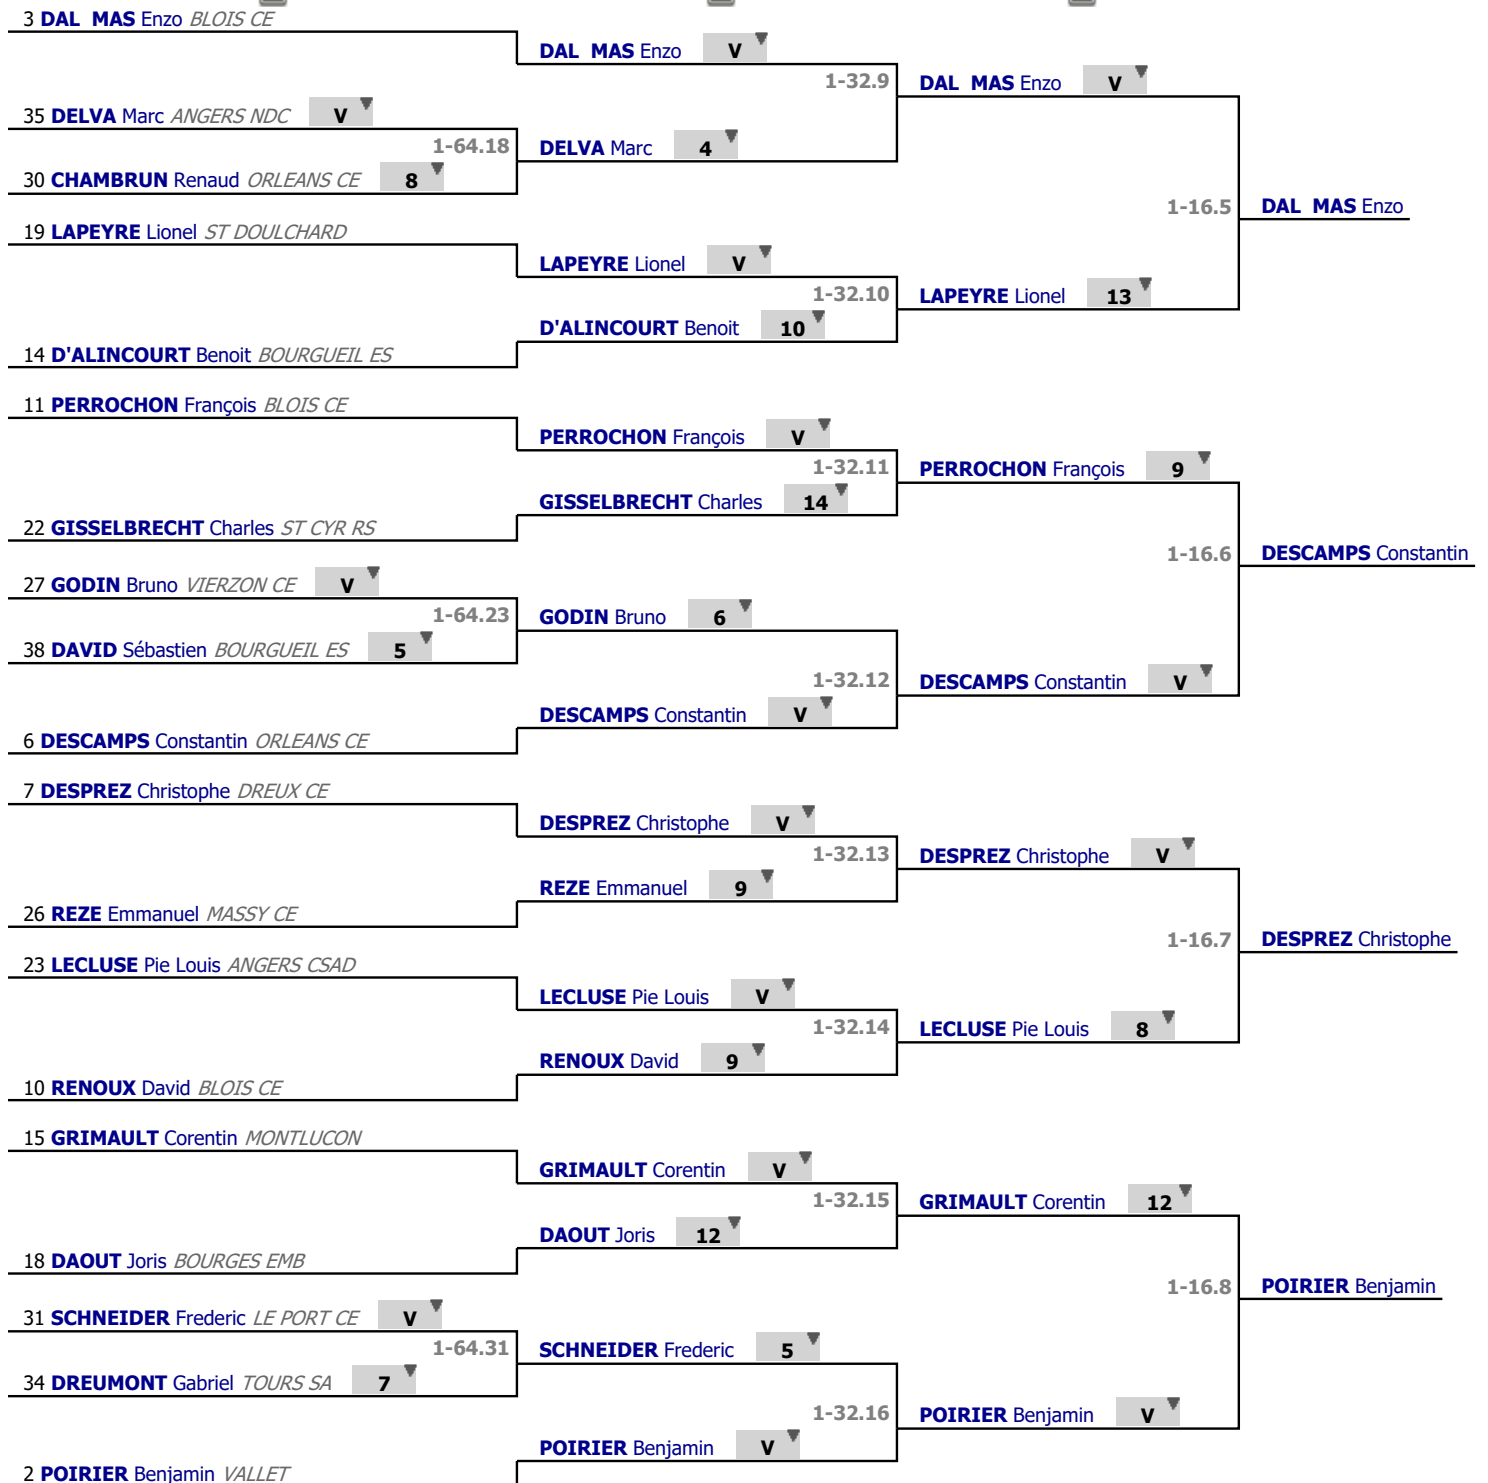 3 DAL MAS Enzo BLOIS CE
DAL MAS Enzo V
1-32.9
DAL MAS Enzo V
35 DELVA Marc ANGERS NDC V
1-64.18
DELVA Marc 4
30 CHAMBRUN Renaud ORLEANS CE 8
1-16.5
DAL MAS Enzo
19 LAPEYRE Lionel ST DOULCHARD
LAPEYRE Lionel V
1-32.10
LAPEYRE Lionel 13
D'ALINCOURT Benoit 10
14 D'ALINCOURT Benoit BOURGUEIL ES
11 PERROCHON François BLOIS CE
PERROCHON François V
1-32.11
PERROCHON François 9
GISSELBRECHT Charles 14
22 GISSELBRECHT Charles ST CYR RS
1-16.6
DESCAMPS Constantin
27 GODIN Bruno VIERZON CE V
1-64.23
GODIN Bruno 6
38 DAVID Sébastien BOURGUEIL ES 5
1-32.12
DESCAMPS Constantin V
DESCAMPS Constantin V
6 DESCAMPS Constantin ORLEANS CE
7 DESPREZ Christophe DREUX CE
DESPREZ Christophe V
1-32.13
DESPREZ Christophe V
REZE Emmanuel 9
26 REZE Emmanuel MASSY CE
1-16.7
DESPREZ Christophe
23 LECLUSE Pie Louis ANGERS CSAD
LECLUSE Pie Louis V
1-32.14
LECLUSE Pie Louis 8
RENOUX David 9
10 RENOUX David BLOIS CE
15 GRIMAULT Corentin MONTLUCON
GRIMAULT Corentin V
1-32.15
GRIMAULT Corentin 12
DAOUT Joris 12
18 DAOUT Joris BOURGES EMB
1-16.8
POIRIER Benjamin
31 SCHNEIDER Frederic LE PORT CE V
1-64.31
SCHNEIDER Frederic 5
34 DREUMONT Gabriel TOURS SA 7
1-32.16
POIRIER Benjamin V
POIRIER Benjamin V
2 POIRIER Benjamin VALLET